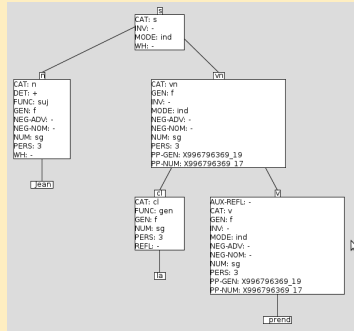 s
CAT: s
INV: -
MODE: ind
WH: -
n
CAT: n
DET: +
FUNC: suj
GEN: f
NEG-ADV: -
NEG-NOM: -
NUM: sg
PERS: 3
WH: -
Jean
vn
CAT: vn
GEN: f
INV: -
MODE: ind
NEG-ADV: -
NEG-NOM: -
NUM: sg
PERS: 3
PP-GEN: X996796369_19
PP-NUM: X996796369_17
cl
CAT: cl
FUNC: gen
GEN: f
NUM: sg
PERS: 3
REFL: -
la
v
AUX-REFL: -
CAT: v
GEN: f
INV: -
MODE: ind
NEG-ADV: -
NEG-NOM: -
NUM: sg
PERS: 3
PP-GEN: X996796369_19
PP-NUM: X996796369_17
prend